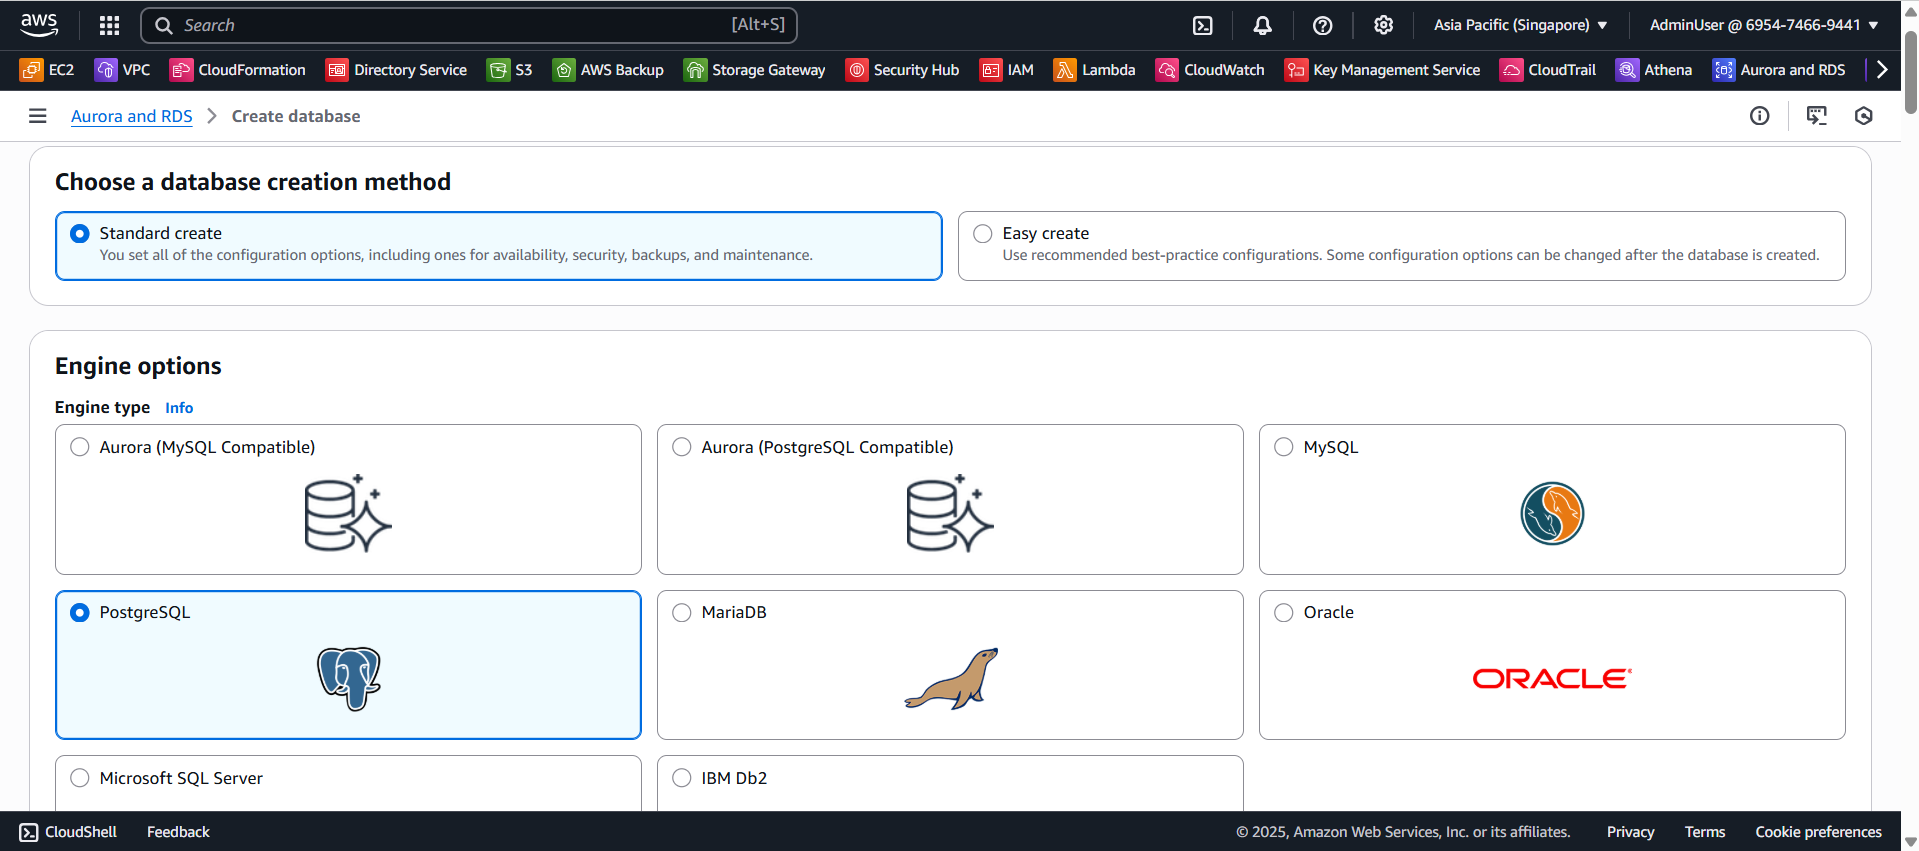 aws
Search [Alt+S] Asia Pacific (Singapore) AdminUser @ 6954-7466-9441
EC2 VPC CloudFormation Directory Service S3 AWS Backup Storage Gateway Security Hub IAM Lambda CloudWatch Key Management Service CloudTrail Athena Aurora and RDS
Aurora and RDS > Create database
Choose a database creation method
Standard create
You set all of the configuration options, including ones for availability, security, backups, and maintenance.
Easy create
Use recommended best-practice configurations. Some configuration options can be changed after the database is created.
Engine options
Engine type Info
Aurora (MySQL Compatible)
Aurora (PostgreSQL Compatible)
MySQL
PostgreSQL
MariaDB
Oracle
ORACLE
Microsoft SQL Server
IBM Db2
CloudShell Feedback © 2025, Amazon Web Services, Inc. or its affiliates. Privacy Terms Cookie preferences